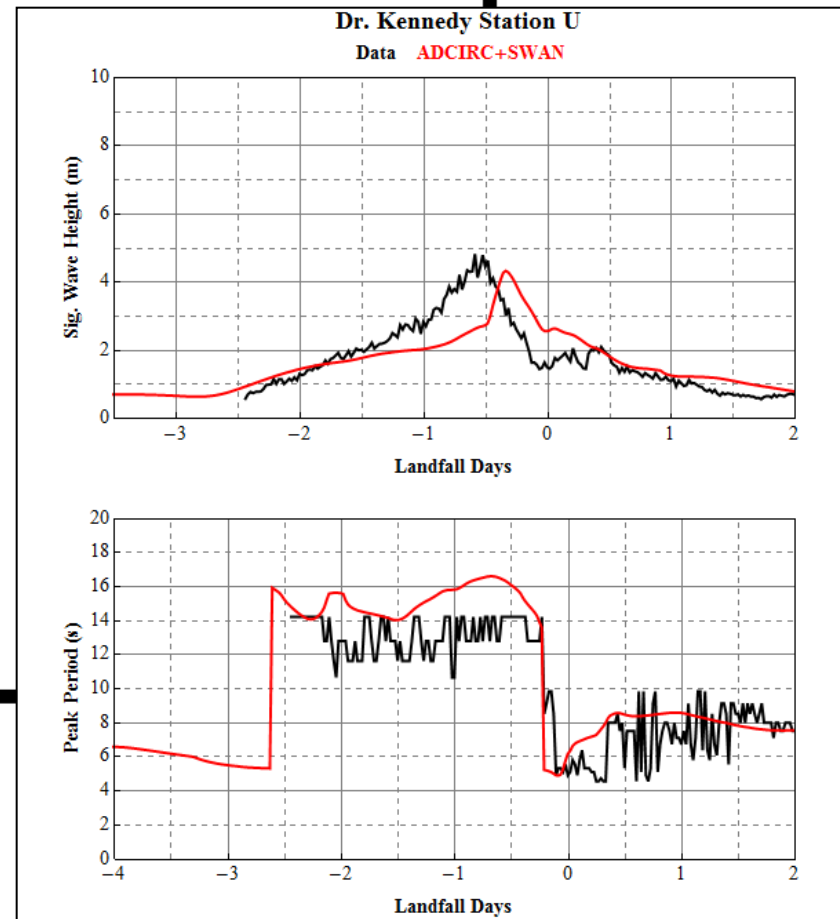 Dr. Kennedy Station U
Data ADCIRC+SWAN
10
8
6
4
2
0
Sig. Wave Height (m)
−3 −2 −1 0 1 2
Landfall Days
20
18
16
14
12
10
8
6
4
2
0
Peak Period (s)
−4 −3 −2 −1 0 1 2
Landfall Days